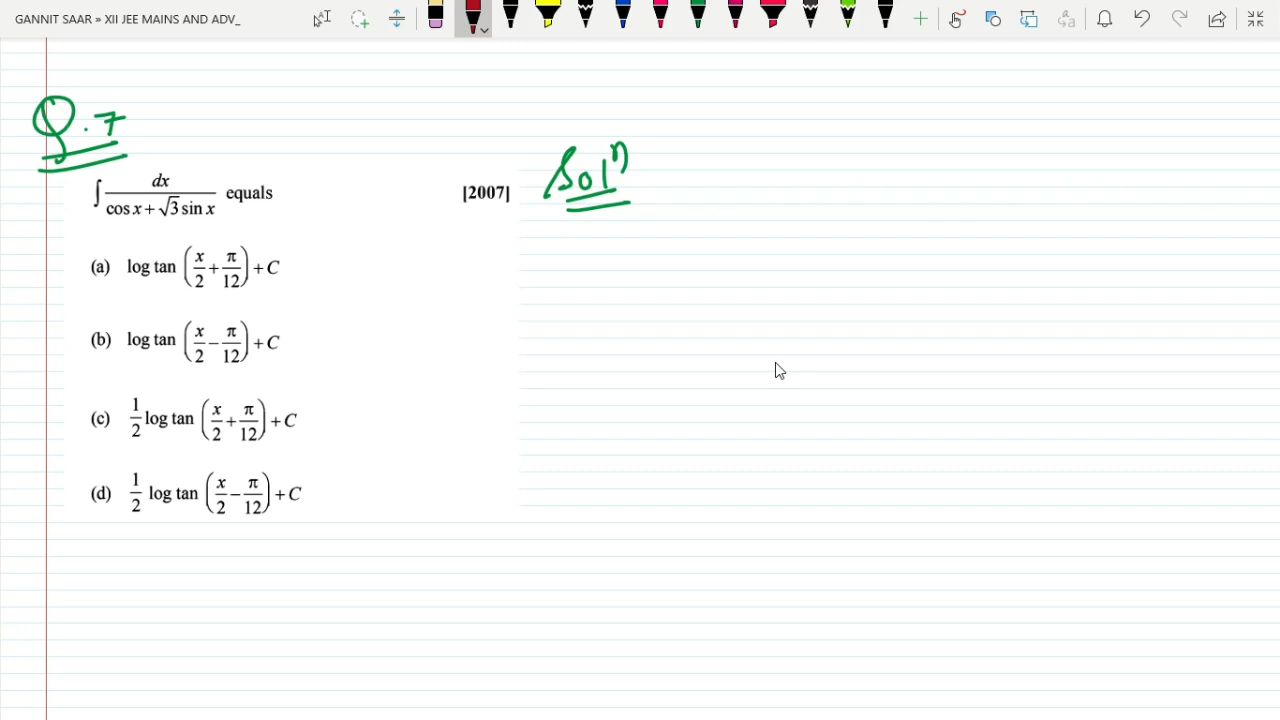 GANNIT SAAR » XII JEE MAINS AND ADV_
Q.7
Solⁿ
∫ dx / (cos x + √3 sin x) equals [2007]
(a) log tan (x/2 + π/12) + C
(b) log tan (x/2 − π/12) + C
(c) 1/2 log tan (x/2 + π/12) + C
(d) 1/2 log tan (x/2 − π/12) + C